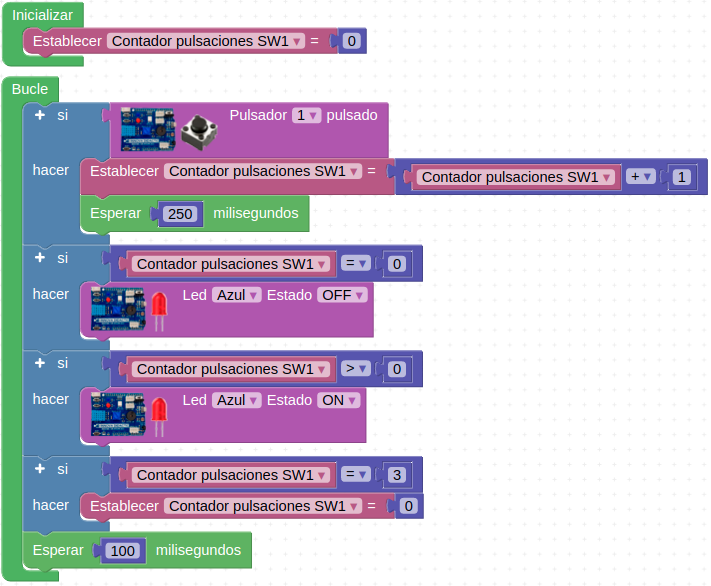 Inicializar
Establecer Contador pulsaciones SW1 ▾ = 0
Bucle
+ si Pulsador 1 ▾ pulsado
hacer Establecer Contador pulsaciones SW1 ▾ = Contador pulsaciones SW1 ▾ + ▾ 1
Esperar 250 milisegundos
+ si Contador pulsaciones SW1 ▾ = ▾ 0
hacer Led Azul ▾ Estado OFF ▾
+ si Contador pulsaciones SW1 ▾ > ▾ 0
hacer Led Azul ▾ Estado ON ▾
+ si Contador pulsaciones SW1 ▾ = ▾ 3
hacer Establecer Contador pulsaciones SW1 ▾ = 0
Esperar 100 milisegundos